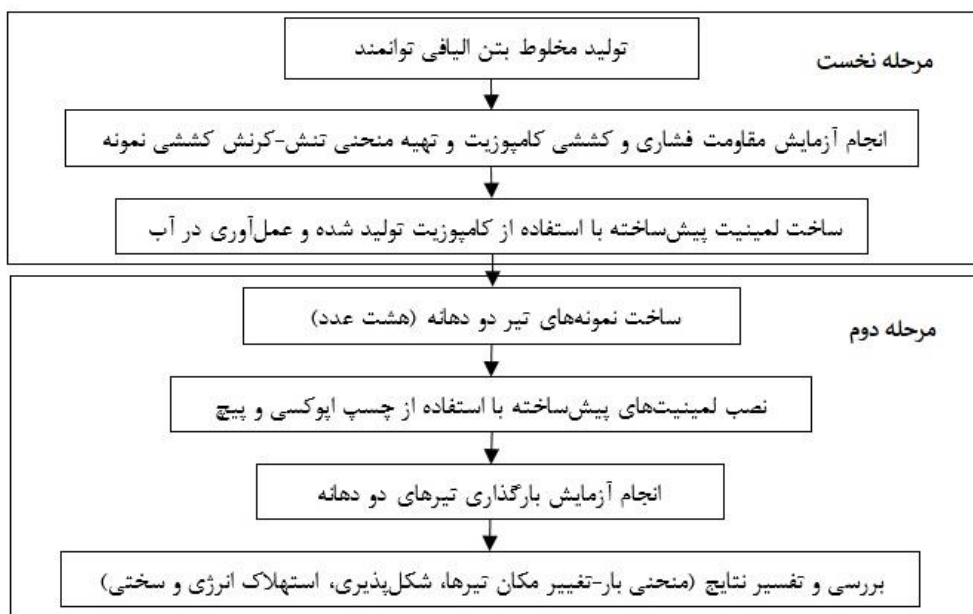 تولید مخلوط بتن الیافی توانمند
مرحله نخست
انجام آزمایش مقاومت فشاری و کششی کامپوزیت و تهیه منحنی تنش-کرنش کششی نمونه
ساخت لمینیت پیش‌ساخته با استفاده از کامپوزیت تولید شده و عمل‌آوری در آب
ساخت نمونه‌های تیر دو دهانه (هشت عدد)
مرحله دوم
نصب لمینیت‌های پیش‌ساخته با استفاده از چسپ اپوکسی و پیچ
انجام آزمایش بارگذاری تیرهای دو دهانه
بررسی و تفسیر نتایج (منحنی بار-تغییر مکان تیرها، شکل‌پذیری، استهلاک انرژی و سختی)